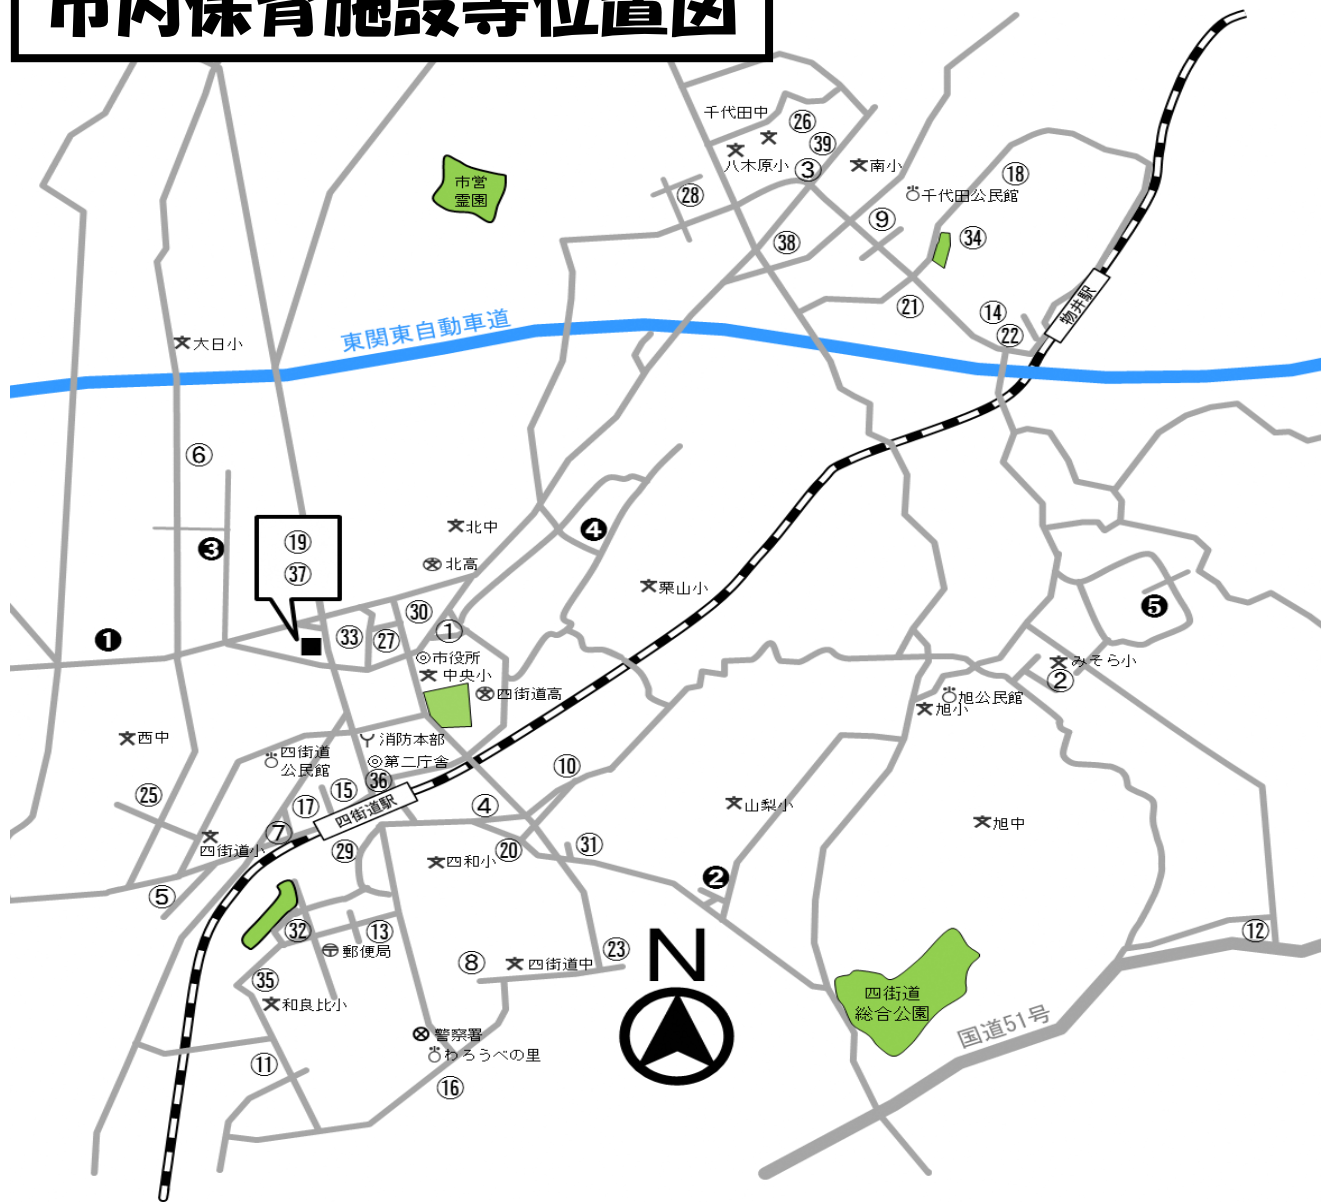 市内保育施設等位置図
千代田中
㉖
㊴
八木原小
③
南小
⑱
千代田公民館
㉘
⑨
㉞
㊳
市営
霊園
㉑
⑭
㉒
物井駅
東関東自動車道
大日小
⑥
❸
⑲
㊲
北中
北高
❹
栗山小
❺
❶
㉝
㉗
㉚
①
市役所
中央小
四街道高
みそら小
②
旭公民館
旭小
西中
四街道
公民館
消防本部
第二庁舎
㊱
⑩
㉕
⑰
⑮
四街道駅
④
山梨小
旭中
⑦
四街道小
㉙
四和小
⑳
㉛
❷
⑤
㉜
⑬
郵便局
⑧
四街道中
㉓
⑫
㉟
和良比小
N
四街道
総合公園
国道51号
警察署
わろうべの里
⑪
⑯